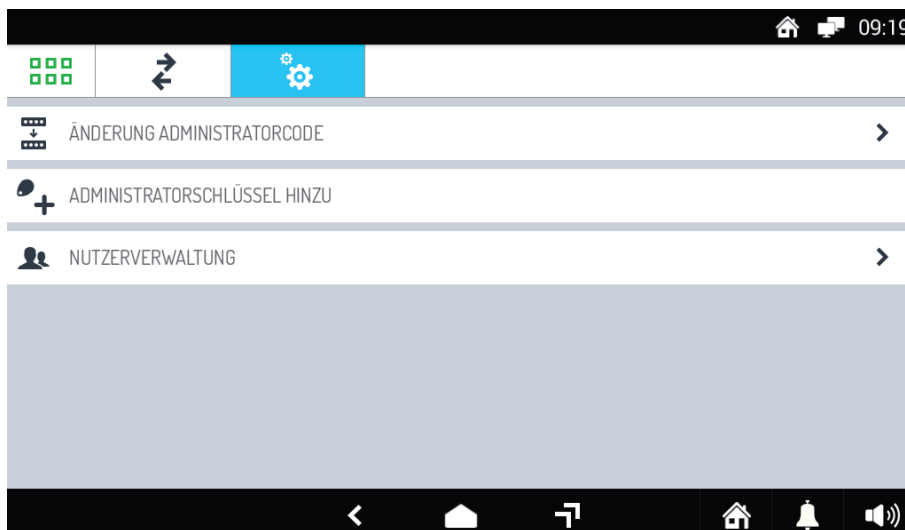 09:19
ÄNDERUNG ADMINISTRATORCODE
ADMINISTRATORSCHLÜSSEL HINZU
NUTZERVERWALTUNG